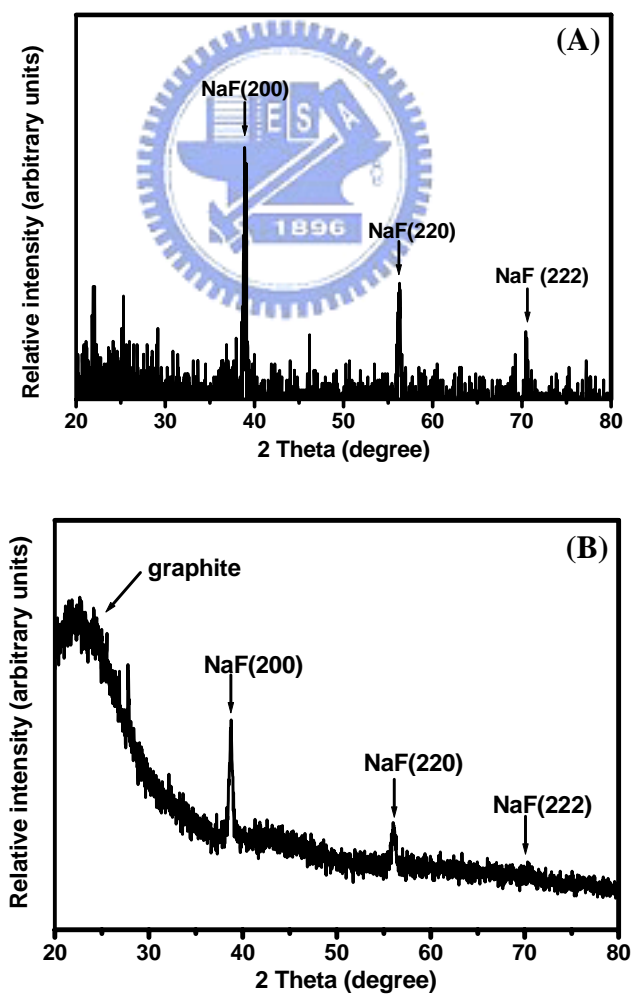 (A)
NaF(200)
E S A
1896
NaF(220)
NaF (222)
Relative intensity (arbitrary units)
20 30 40 50 60 70 80
2 Theta (degree)
(B)
graphite
NaF(200)
NaF(220)
NaF(222)
Relative intensity (arbitrary units)
20 30 40 50 60 70 80
2 Theta (degree)